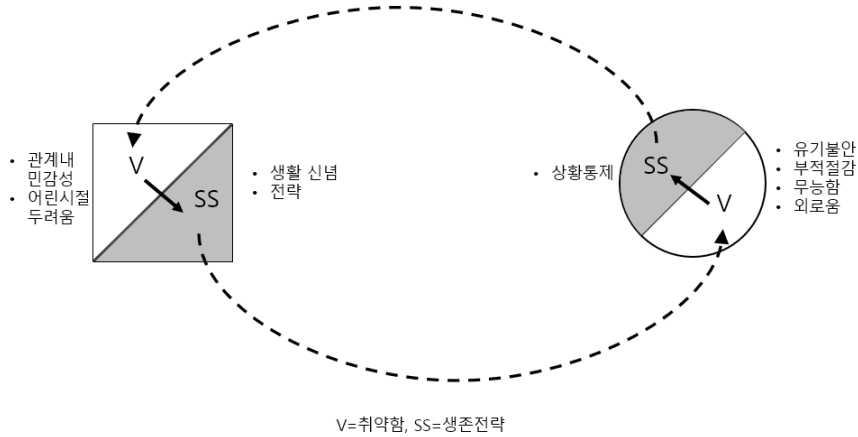 • 관계내
민감성
• 어린시절
두려움
V
SS
• 생활 신념
• 전략
• 상황통제
SS
V
• 유기불안
• 부적절감
• 무능함
• 외로움
V=취약함, SS=생존전략